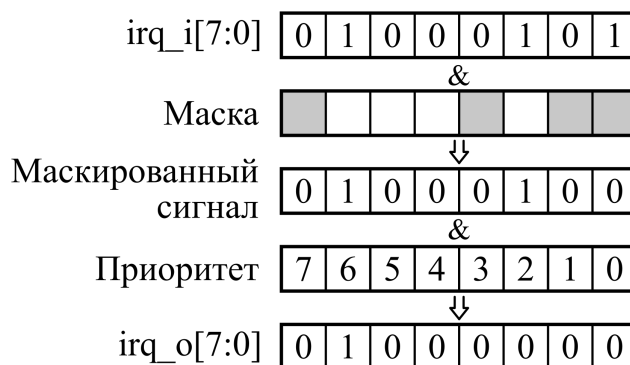 irq_i[7:0] 0 1 0 0 0 1 0 1
&
Маска
Маскированный
сигнал 0 1 0 0 0 1 0 0
&
Приоритет 7 6 5 4 3 2 1 0
irq_o[7:0] 0 1 0 0 0 0 0 0